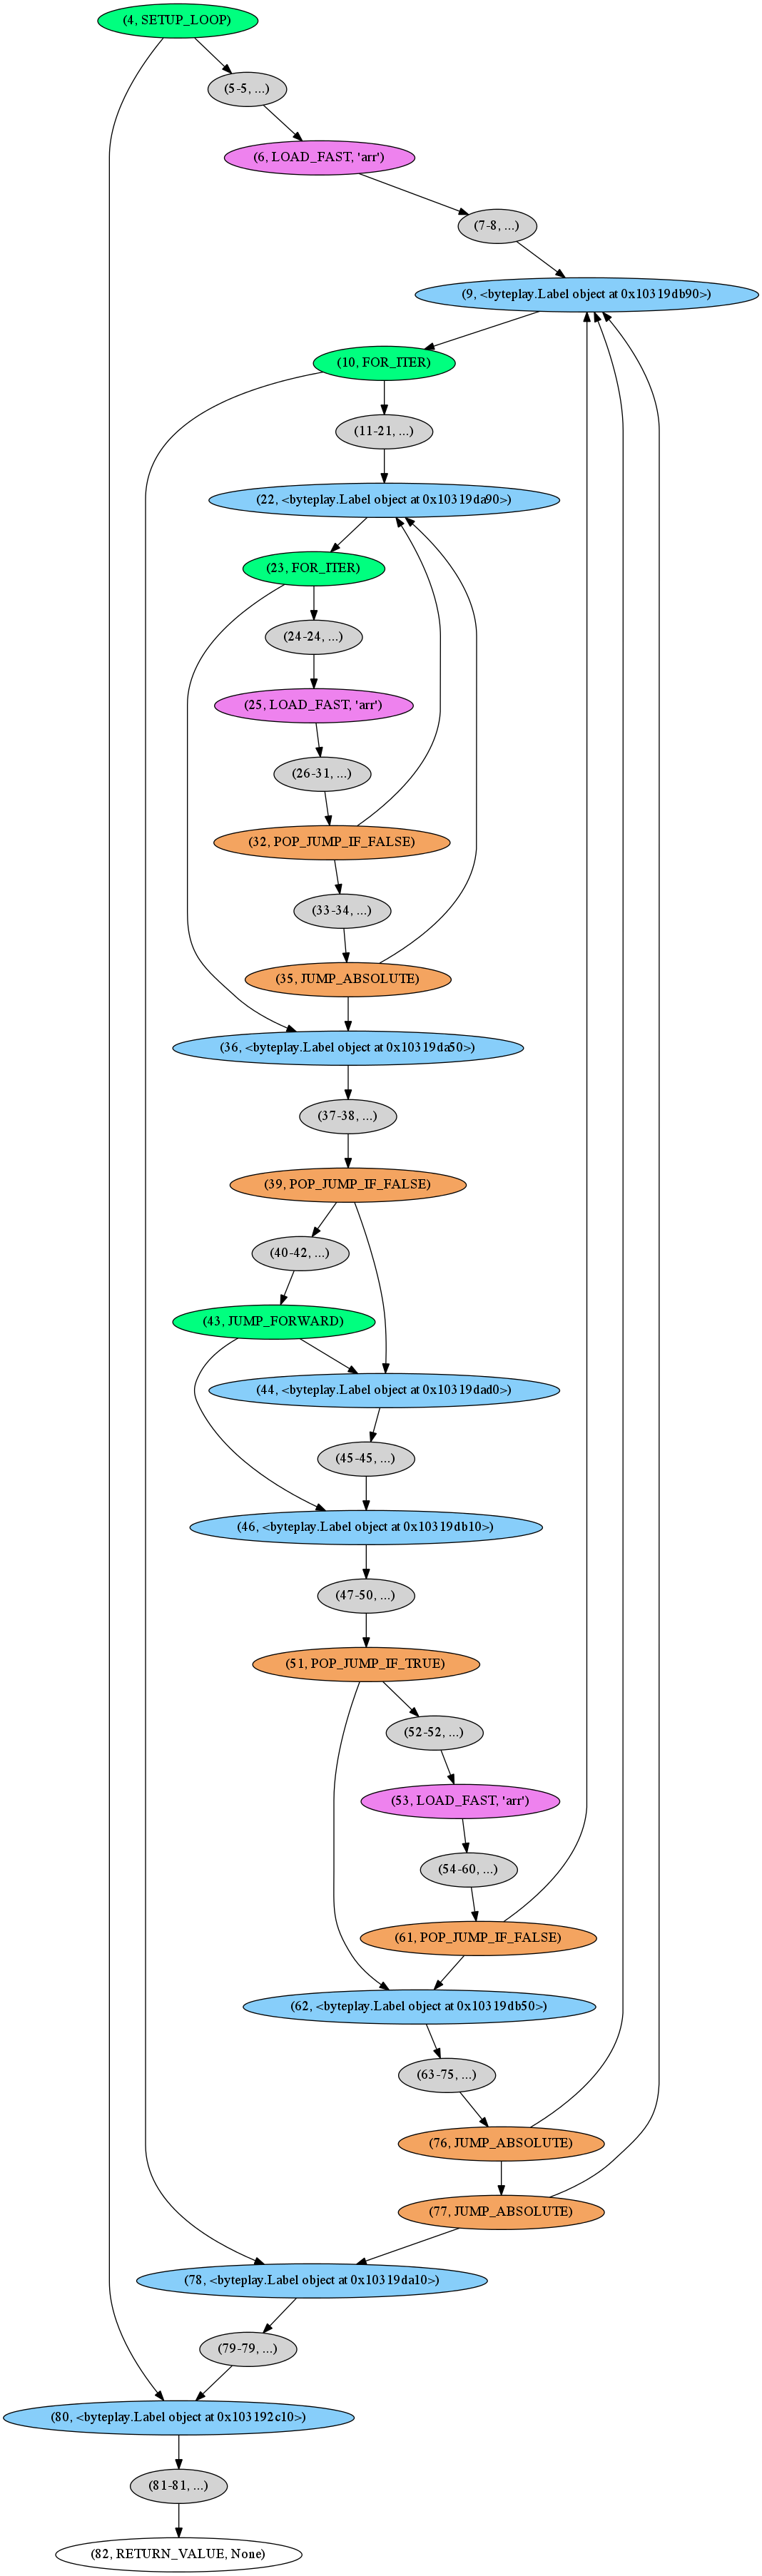 (4, SETUP_LOOP)
(5-5, ...)
(6, LOAD_FAST, 'arr')
(7-8, ...)
(9, <byteplay.Label object at 0x10319db90>)
(10, FOR_ITER)
(11-21, ...)
(22, <byteplay.Label object at 0x10319da90>)
(23, FOR_ITER)
(24-24, ...)
(25, LOAD_FAST, 'arr')
(26-31, ...)
(32, POP_JUMP_IF_FALSE)
(33-34, ...)
(35, JUMP_ABSOLUTE)
(36, <byteplay.Label object at 0x10319da50>)
(37-38, ...)
(39, POP_JUMP_IF_FALSE)
(40-42, ...)
(43, JUMP_FORWARD)
(44, <byteplay.Label object at 0x10319dad0>)
(45-45, ...)
(46, <byteplay.Label object at 0x10319db10>)
(47-50, ...)
(51, POP_JUMP_IF_TRUE)
(52-52, ...)
(53, LOAD_FAST, 'arr')
(54-60, ...)
(61, POP_JUMP_IF_FALSE)
(62, <byteplay.Label object at 0x10319db50>)
(63-75, ...)
(76, JUMP_ABSOLUTE)
(77, JUMP_ABSOLUTE)
(78, <byteplay.Label object at 0x10319da10>)
(79-79, ...)
(80, <byteplay.Label object at 0x103192c10>)
(81-81, ...)
(82, RETURN_VALUE, None)